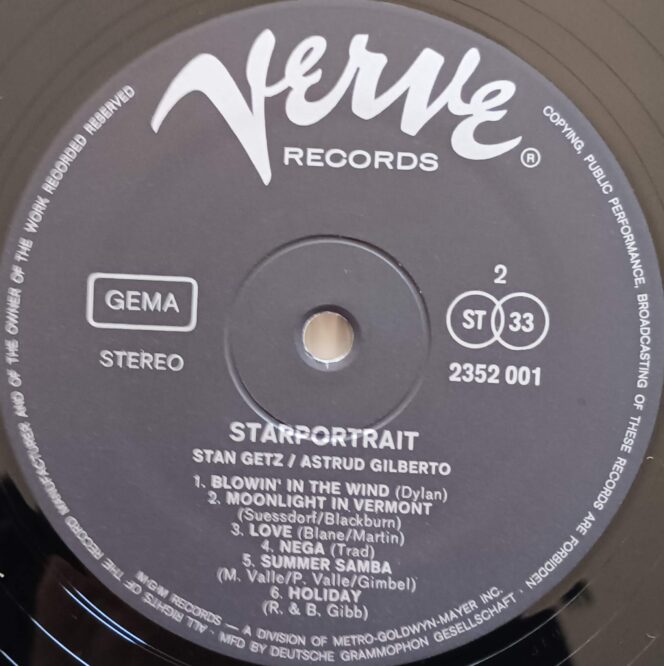 Verve
RECORDS ®
GEMA
STEREO
2
ST 33
2352 001
STARPORTRAIT
STAN GETZ / ASTRUD GILBERTO
1. BLOWIN' IN THE WIND (Dylan)
2. MOONLIGHT IN VERMONT
(Suessdorf/Blackburn)
3. LOVE (Blane/Martin)
4. NEGA (Trad)
5. SUMMER SAMBA
(M. Valle/P. Valle/Gimbel)
6. HOLIDAY
(R. & B. Gibb)
M·G·M RECORDS — A DIVISION OF METRO-GOLDWYN-MAYER INC.
ALL RIGHTS OF THE RECORD MANUFACTURER AND OF THE OWNER OF THE WORK RECORDED RESERVED
COPYING, PUBLIC PERFORMANCE, BROADCASTING OF THESE RECORDS ARE FORBIDDEN
· MFD BY DEUTSCHE GRAMMOPHON GESELLSCHAFT ·